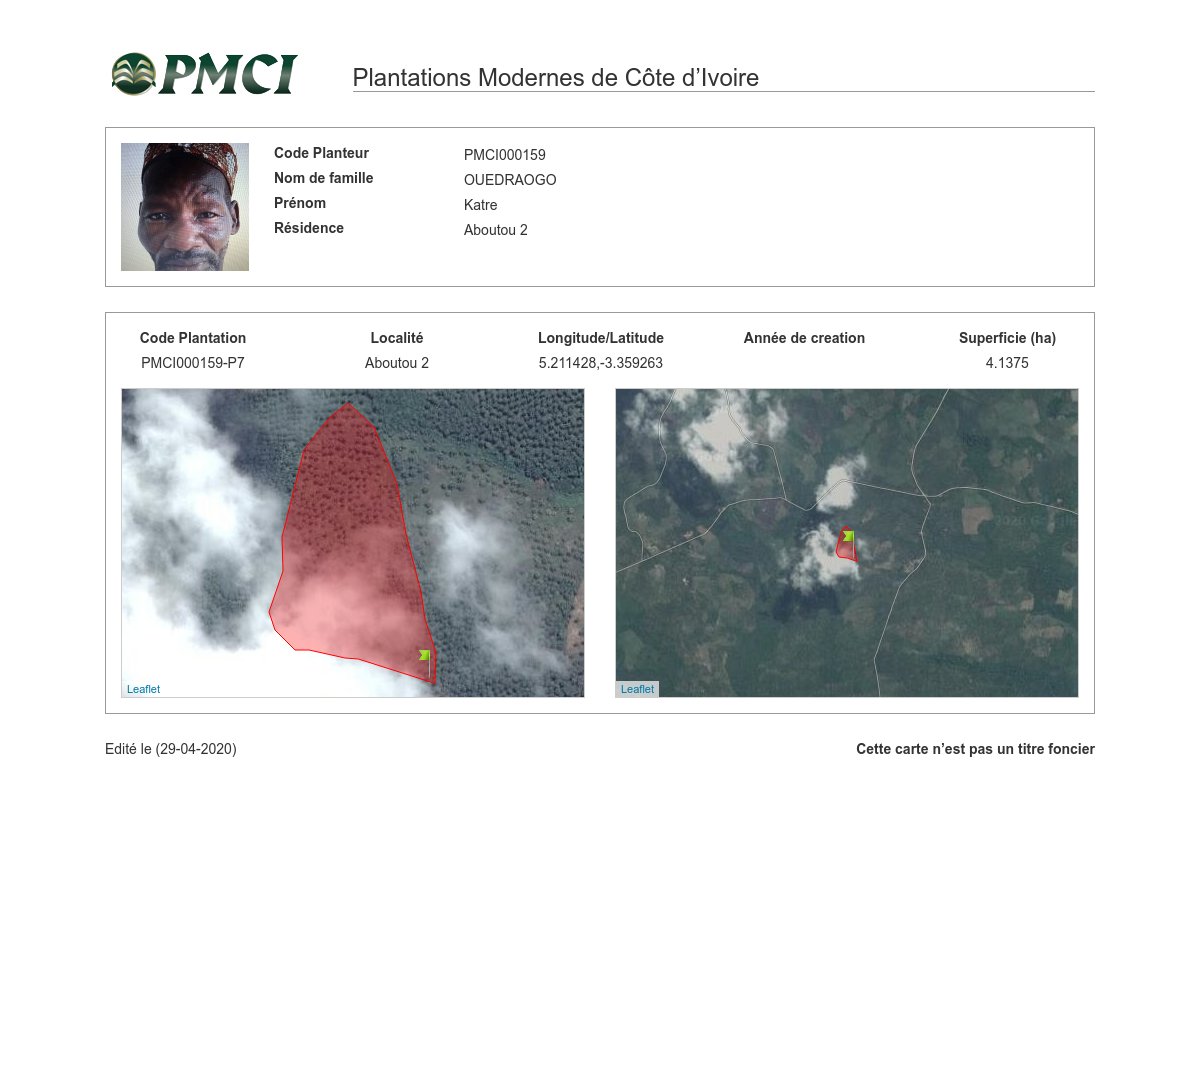 PMCI
Plantations Modernes de Côte d’Ivoire
Code Planteur PMCI000159
Nom de famille OUEDRAOGO
Prénom Katre
Résidence Aboutou 2
Code Plantation Localité Longitude/Latitude Année de creation Superficie (ha)
PMCI000159-P7 Aboutou 2 5.211428,-3.359263 4.1375
Leaflet Leaflet
Edité le (29-04-2020) Cette carte n’est pas un titre foncier